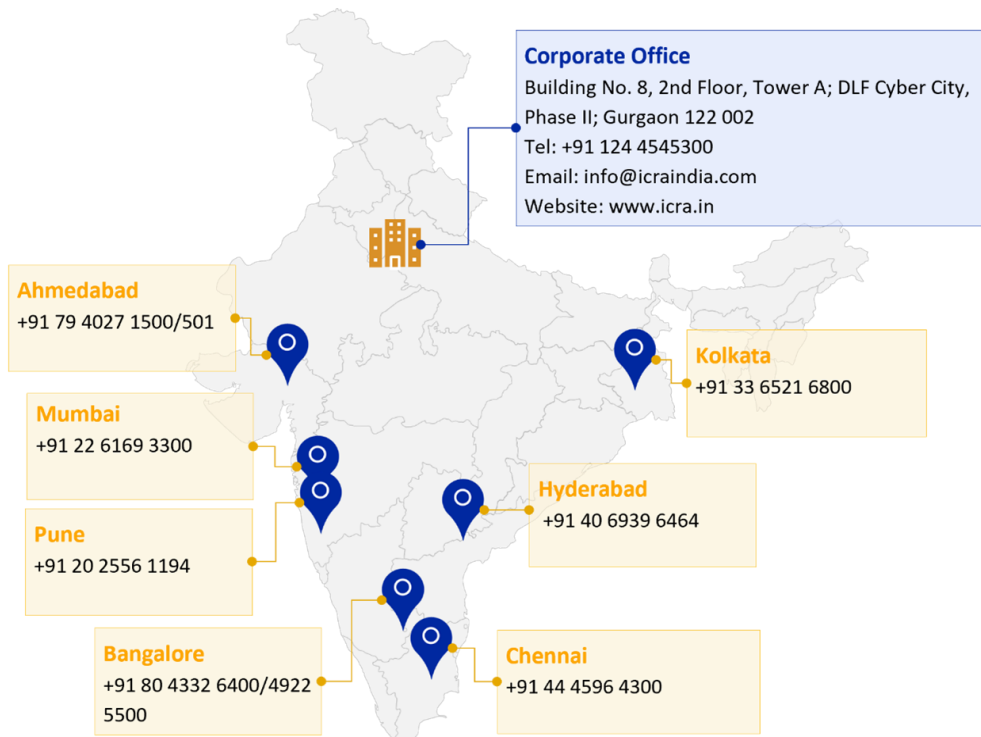 Corporate Office
Building No. 8, 2nd Floor, Tower A; DLF Cyber City,
Phase II; Gurgaon 122 002
Tel: +91 124 4545300
Email: info@icraindia.com
Website: www.icra.in
Ahmedabad
+91 79 4027 1500/501
Kolkata
+91 33 6521 6800
Mumbai
+91 22 6169 3300
Hyderabad
+91 40 6939 6464
Pune
+91 20 2556 1194
Bangalore
+91 80 4332 6400/4922
5500
Chennai
+91 44 4596 4300